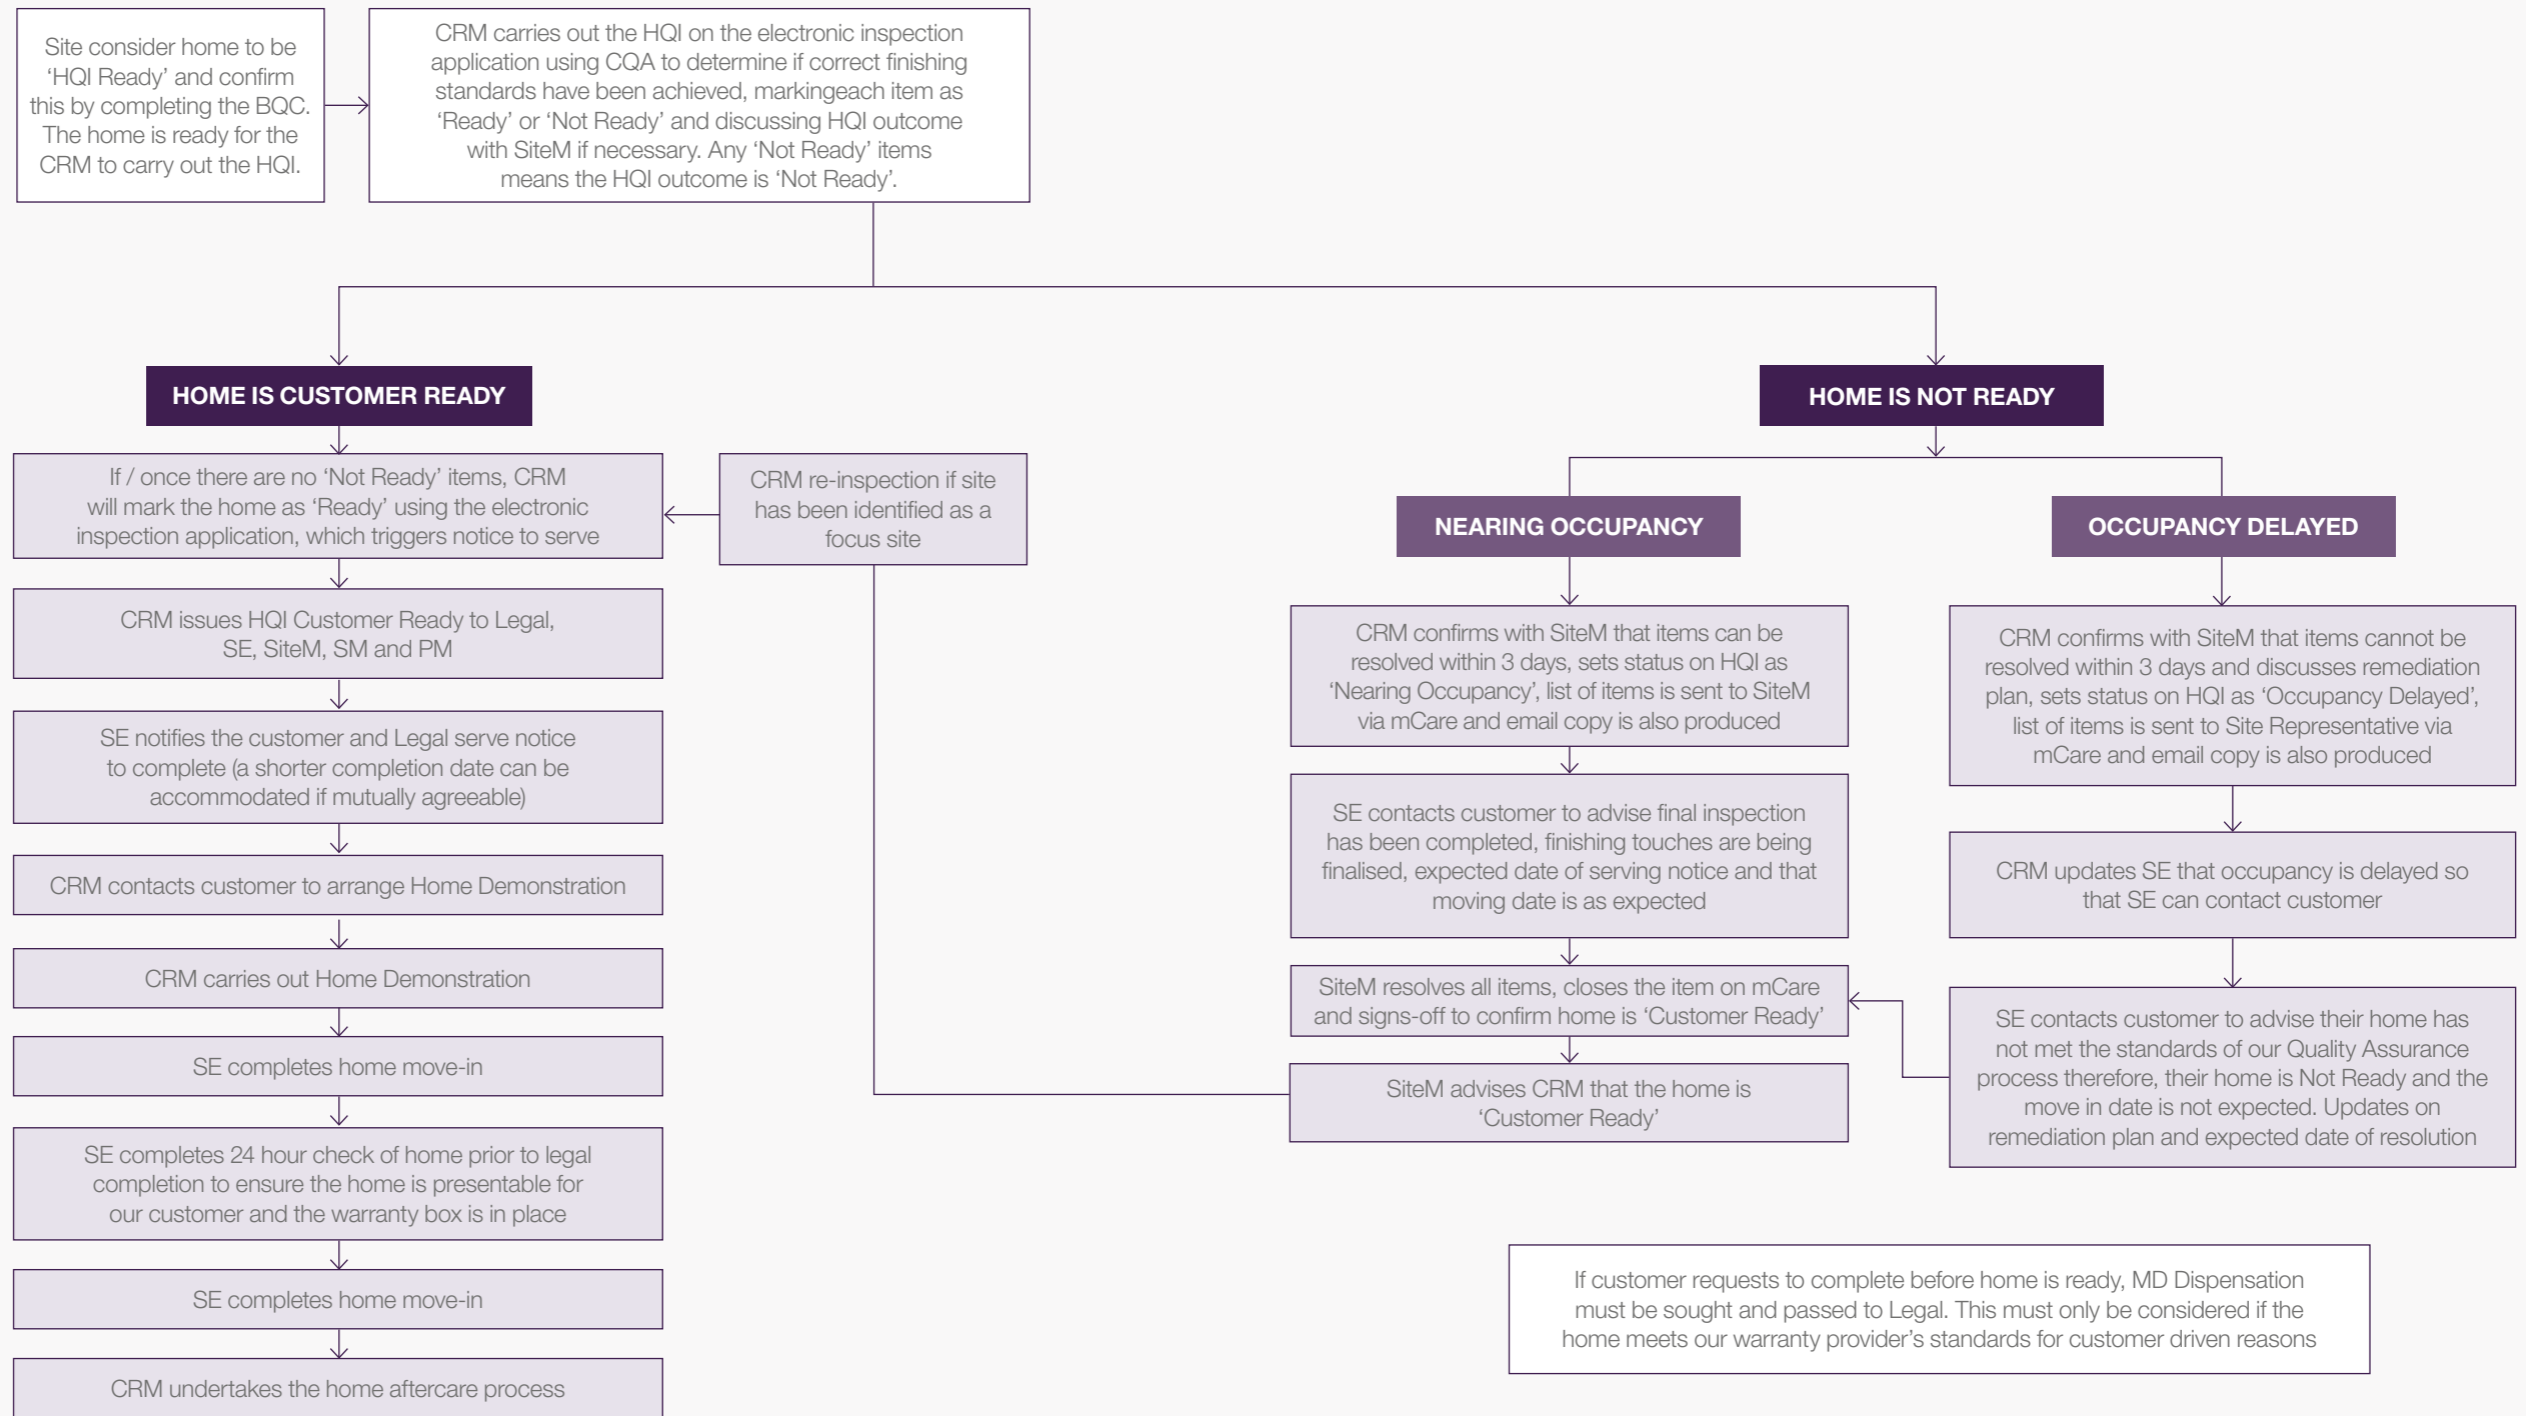 Site consider home to be
‘HQI Ready’ and confirm
this by completing the BQC.
The home is ready for the
CRM to carry out the HQI.
CRM carries out the HQI on the electronic inspection
application using CQA to determine if correct finishing
standards have been achieved, markingeach item as
‘Ready’ or ‘Not Ready’ and discussing HQI outcome
with SiteM if necessary. Any ‘Not Ready’ items
means the HQI outcome is ‘Not Ready’.
HOME IS CUSTOMER READY
If / once there are no ‘Not Ready’ items, CRM
will mark the home as ‘Ready’ using the electronic
inspection application, which triggers notice to serve
CRM issues HQI Customer Ready to Legal,
SE, SiteM, SM and PM
SE notifies the customer and Legal serve notice
to complete (a shorter completion date can be
accommodated if mutually agreeable)
CRM contacts customer to arrange Home Demonstration
CRM carries out Home Demonstration
SE completes home move-in
SE completes 24 hour check of home prior to legal
completion to ensure the home is presentable for
our customer and the warranty box is in place
SE completes home move-in
CRM undertakes the home aftercare process
CRM re-inspection if site
has been identified as a
focus site
HOME IS NOT READY
NEARING OCCUPANCY
CRM confirms with SiteM that items can be
resolved within 3 days, sets status on HQI as
‘Nearing Occupancy’, list of items is sent to SiteM
via mCare and email copy is also produced
SE contacts customer to advise final inspection
has been completed, finishing touches are being
finalised, expected date of serving notice and that
moving date is as expected
SiteM resolves all items, closes the item on mCare
and signs-off to confirm home is ‘Customer Ready’
SiteM advises CRM that the home is
‘Customer Ready’
OCCUPANCY DELAYED
CRM confirms with SiteM that items cannot be
resolved within 3 days and discusses remediation
plan, sets status on HQI as ‘Occupancy Delayed’,
list of items is sent to Site Representative via
mCare and email copy is also produced
CRM updates SE that occupancy is delayed so
that SE can contact customer
SE contacts customer to advise their home has
not met the standards of our Quality Assurance
process therefore, their home is Not Ready and the
move in date is not expected. Updates on
remediation plan and expected date of resolution
If customer requests to complete before home is ready, MD Dispensation
must be sought and passed to Legal. This must only be considered if the
home meets our warranty provider’s standards for customer driven reasons